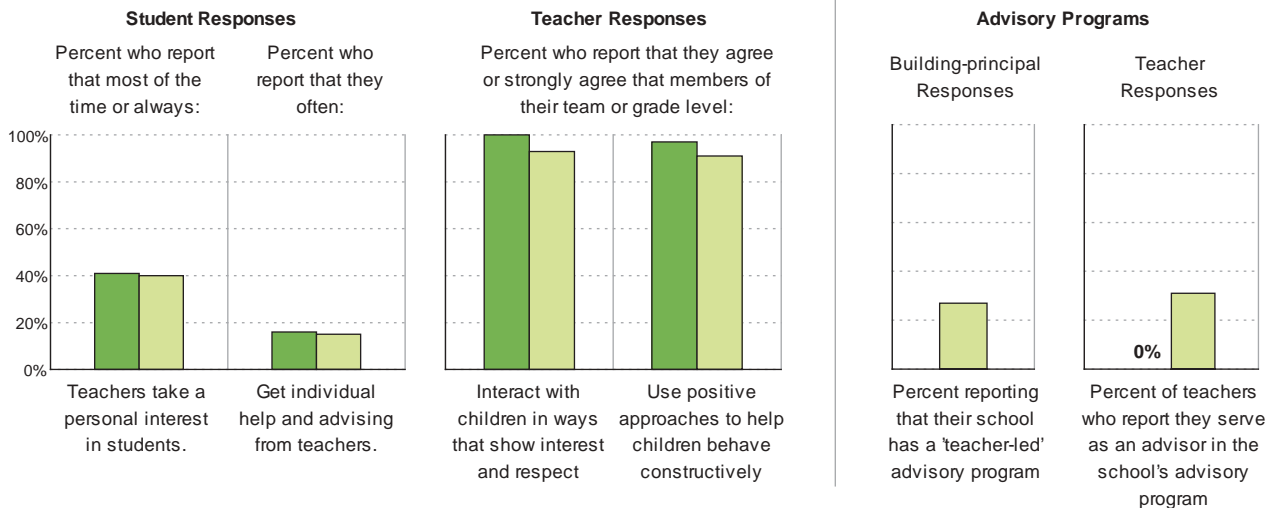 Student Responses
Percent who report
that most of the
time or always:
Percent who
report that they
often:
100%
80%
60%
40%
20%
0%
Teachers take a
personal interest
in students.
Get individual
help and advising
from teachers.
Teacher Responses
Percent who report that they agree
or strongly agree that members of
their team or grade level:
Interact with
children in ways
that show interest
and respect
Use positive
approaches to help
children behave
constructively
Advisory Programs
Building-principal
Responses
Percent reporting
that their school
has a 'teacher-led'
advisory program
Teacher
Responses
0%
Percent of teachers
who report they serve
as an advisor in the
school's advisory
program